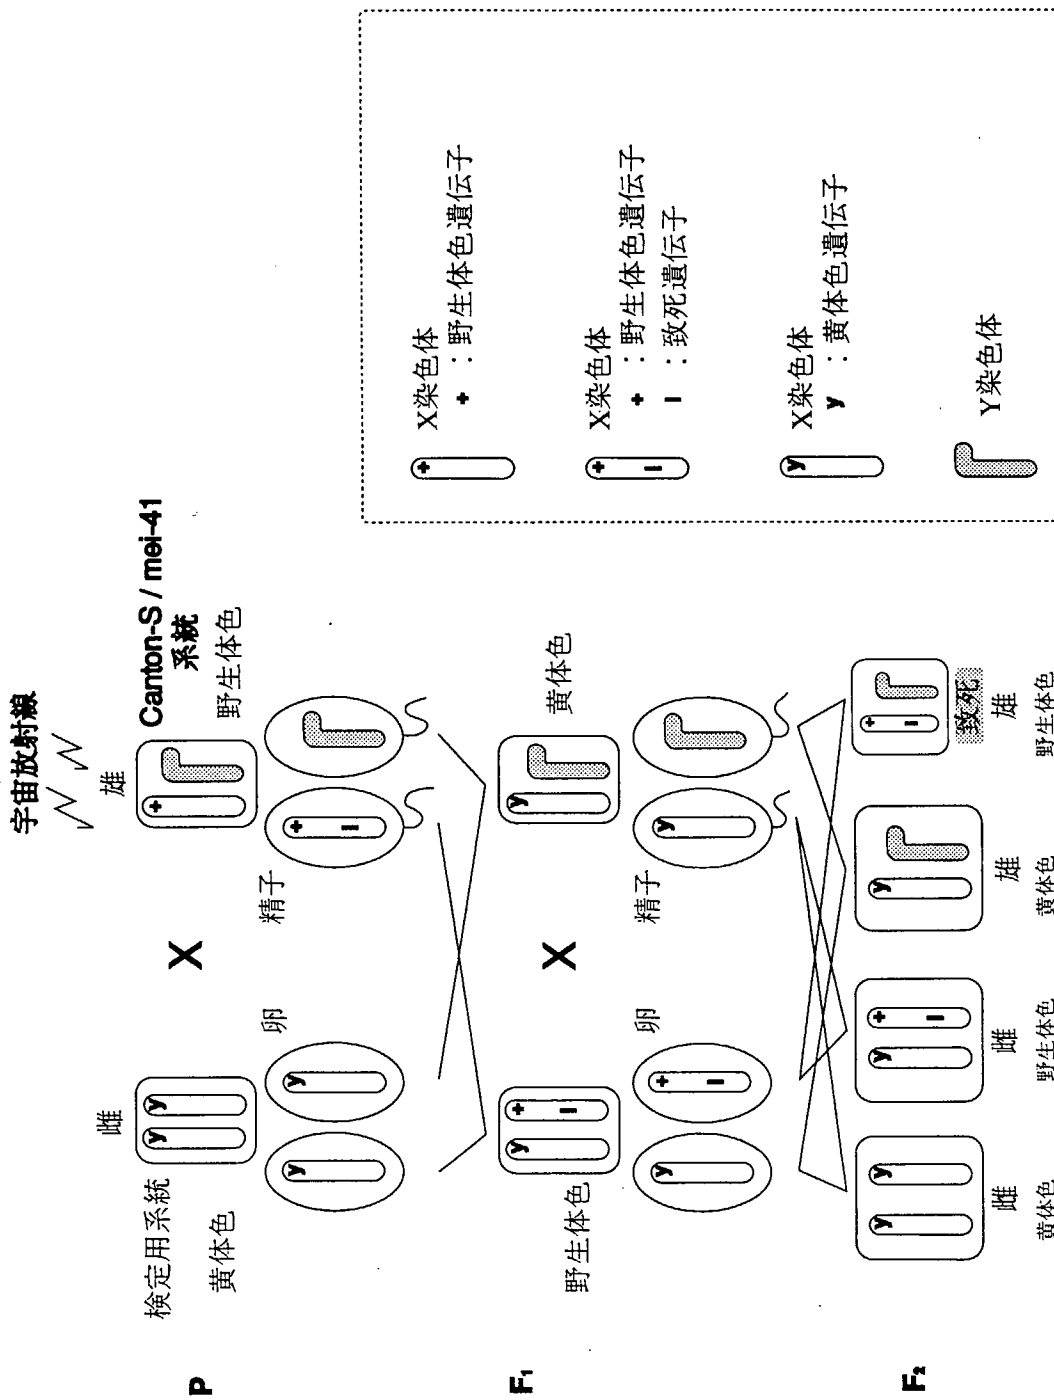 宇宙放射線
P
検定用系統
黄体色
雌
y y
X
雄
+
Canton-S / mei-41
系統
野生体色
卵
y
y
精子
+
−
F₁
野生体色
y +
−
X
y
黄体色
卵
y
+
−
精子
y
F₂
y y
雌
黄体色
y +
−
雌
野生体色
y
雄
黄体色
+
−
致死
雄
野生体色
+
X染色体
+ : 野生体色遺伝子
+
−
X染色体
+ : 野生体色遺伝子
− : 致死遺伝子
y
X染色体
y : 黄体色遺伝子
Y染色体